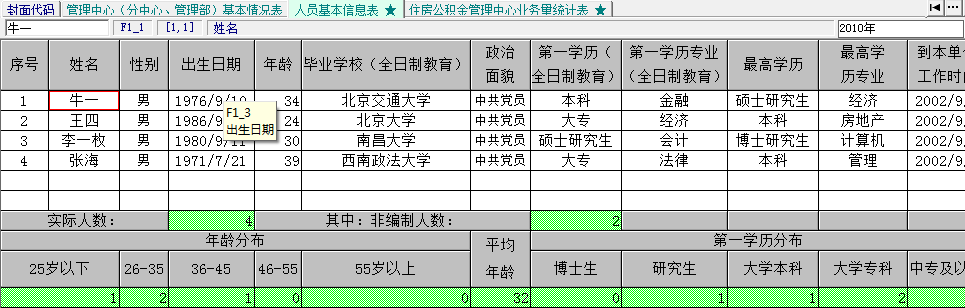 封面代码 管理中心（分中心、管理部）基本情况表 ★ 人员基本信息表 ★ 住房公积金管理中心业务量统计表 ★
牛一 F1_1 [1,1] 姓名 2010年
序号 姓名 性别 出生日期 年龄 毕业学校（全日制教育） 政治面貌 第一学历（全日制教育） 第一学历专业（全日制教育） 最高学历 最高学历专业 到本单 工作时
1 牛一 男 1976/9/10 34 北京交通大学 中共党员 本科 金融 硕士研究生 经济 2002/9
2 王四 男 1986/9 24 北京大学 中共党员 大专 经济 本科 房地产 2002/9
3 李一枚 男 1980/9/11 30 南昌大学 中共党员 硕士研究生 会计 博士研究生 计算机 2002/9
4 张海 男 1971/7/21 39 西南政法大学 中共党员 大专 法律 本科 管理 2002/9
F1_3
出生日期
实际人数： 4 其中：非编制人数： 2
年龄分布 平均年龄 第一学历分布
25岁以下 26-35 36-45 46-55 55岁以上 博士生 研究生 大学本科 大学专科 中专及以
1 2 1 0 0 32 0 1 1 2